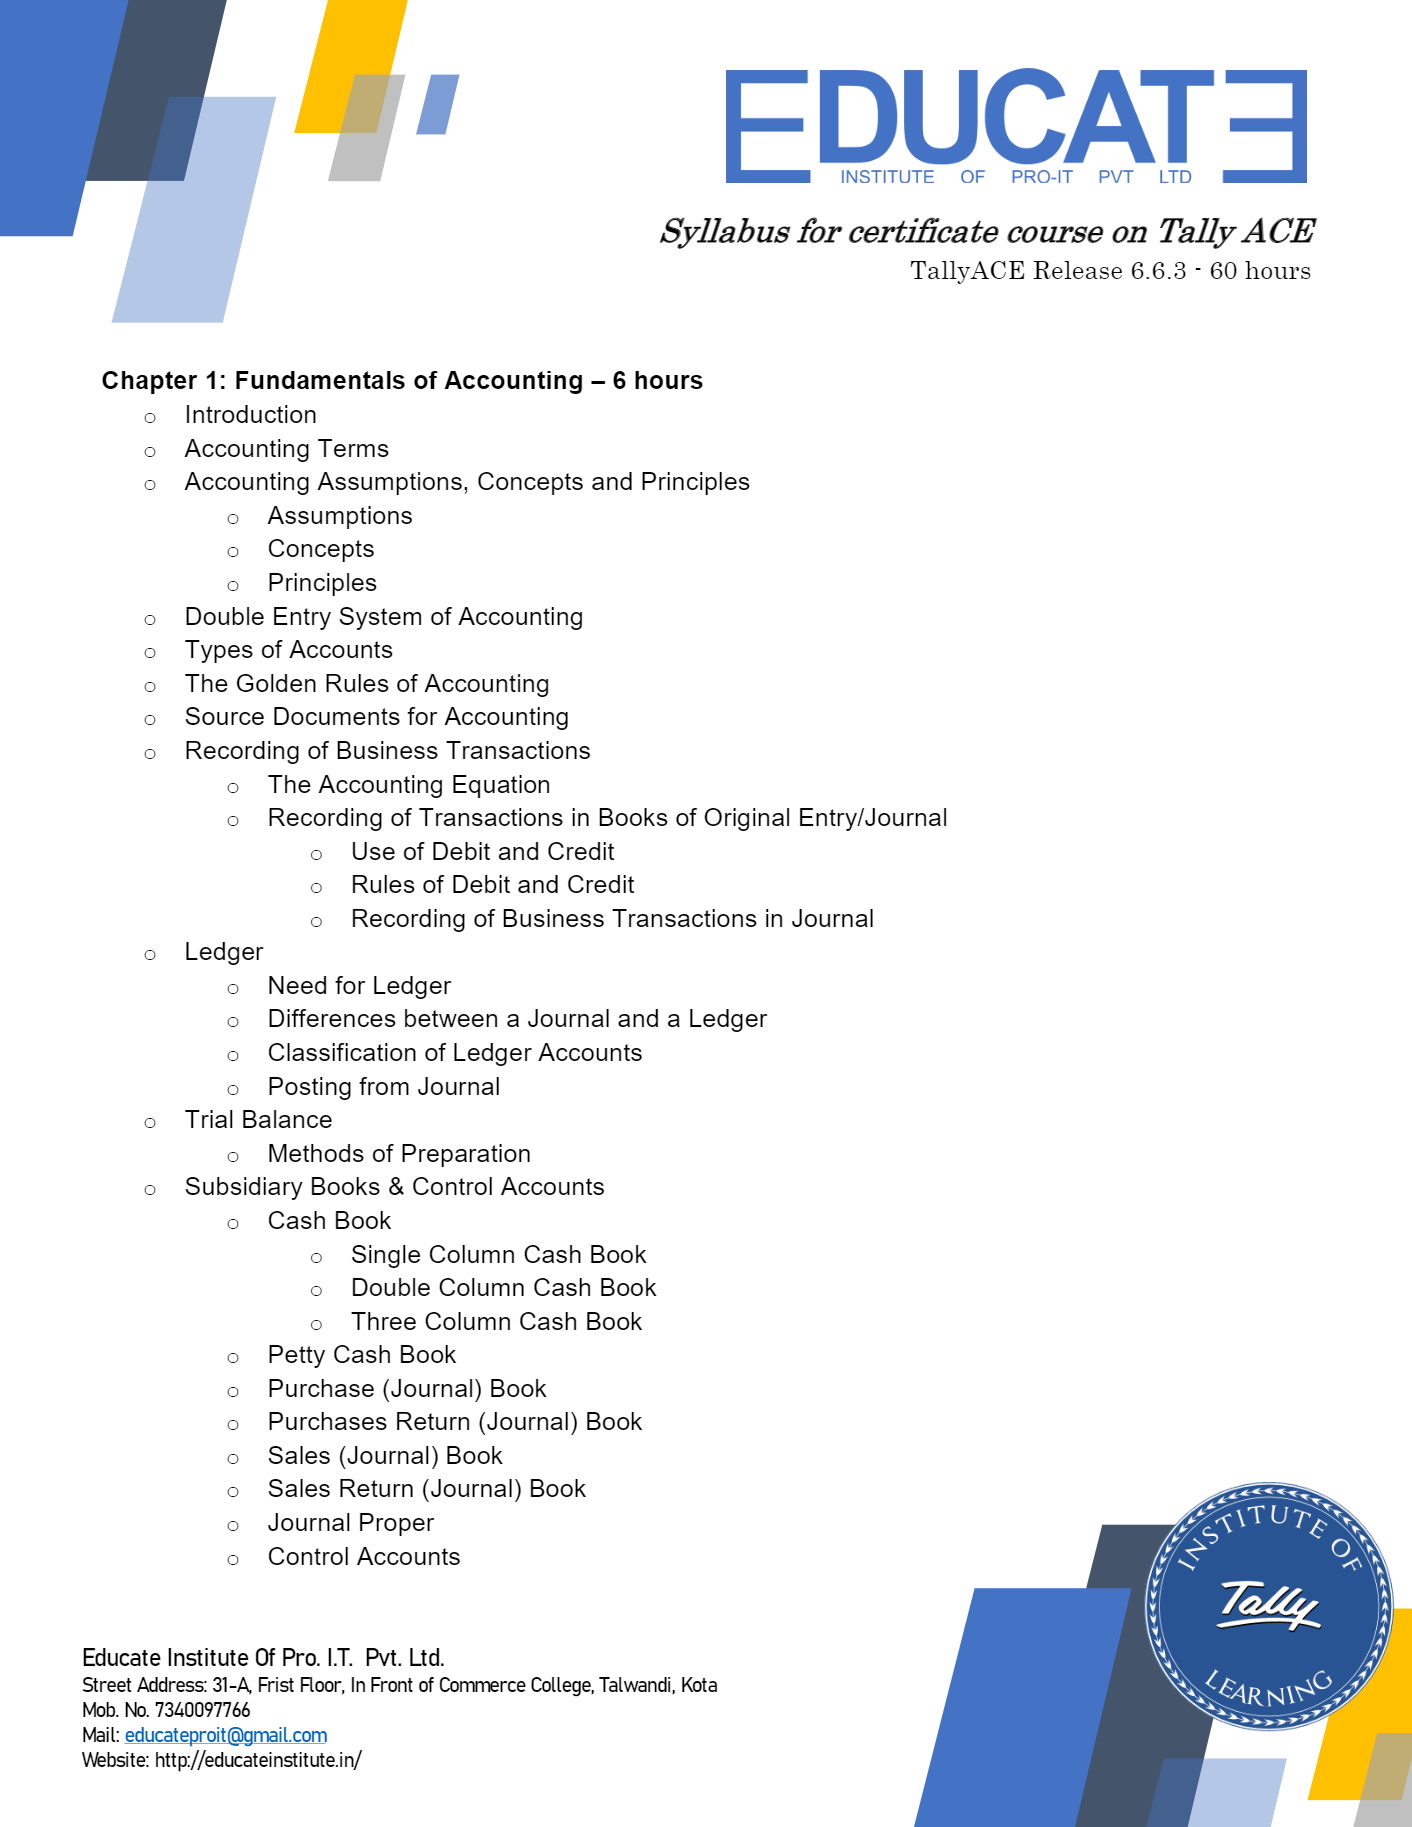 EDUCATE
INSTITUTE OF PRO-IT PVT LTD
Syllabus for certificate course on Tally ACE
TallyACE Release 6.6.3 - 60 hours
Chapter 1: Fundamentals of Accounting – 6 hours
o Introduction
o Accounting Terms
o Accounting Assumptions, Concepts and Principles
o Assumptions
o Concepts
o Principles
o Double Entry System of Accounting
o Types of Accounts
o The Golden Rules of Accounting
o Source Documents for Accounting
o Recording of Business Transactions
o The Accounting Equation
o Recording of Transactions in Books of Original Entry/Journal
o Use of Debit and Credit
o Rules of Debit and Credit
o Recording of Business Transactions in Journal
o Ledger
o Need for Ledger
o Differences between a Journal and a Ledger
o Classification of Ledger Accounts
o Posting from Journal
o Trial Balance
o Methods of Preparation
o Subsidiary Books & Control Accounts
o Cash Book
o Single Column Cash Book
o Double Column Cash Book
o Three Column Cash Book
o Petty Cash Book
o Purchase (Journal) Book
o Purchases Return (Journal) Book
o Sales (Journal) Book
o Sales Return (Journal) Book
o Journal Proper
o Control Accounts
INSTITUTE OF
Tally
LEARNING
Educate Institute Of Pro. I.T. Pvt. Ltd.
Street Address: 31-A, Frist Floor, In Front of Commerce College, Talwandi, Kota
Mob. No. 7340097766
Mail: educateproit@gmail.com
Website: http://educateinstitute.in/